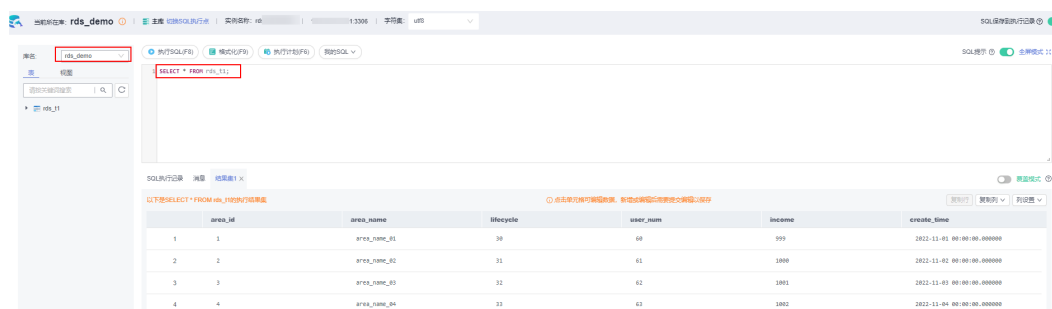 当前所在库: rds_demo 主库 切换SQL执行点 | 实例名称: rd | 1:3306 | 字符集: utf8 SQL保存到执行记录
库名: rds_demo
执行SQL(F8) 格式化(F9) 执行计划(F6) 我的SQL SQL提示 全屏模式
表 视图
1 SELECT * FROM rds_t1;
请按关键词搜索
rds_t1
SQL执行记录 消息 结果集1 × 覆盖模式
以下是SELECT * FROM rds_t1的执行结果集 点击单元格可编辑数据，新增或编辑后需要提交编辑以保存 复制行 复制列 列设置
area_id area_name lifecycle user_num income create_time
1 1 area_name_01 30 60 999 2022-11-01 00:00:00.000000
2 2 area_name_02 31 61 1000 2022-11-02 00:00:00.000000
3 3 area_name_03 32 62 1001 2022-11-03 00:00:00.000000
4 4 area_name_04 33 63 1002 2022-11-04 00:00:00.000000